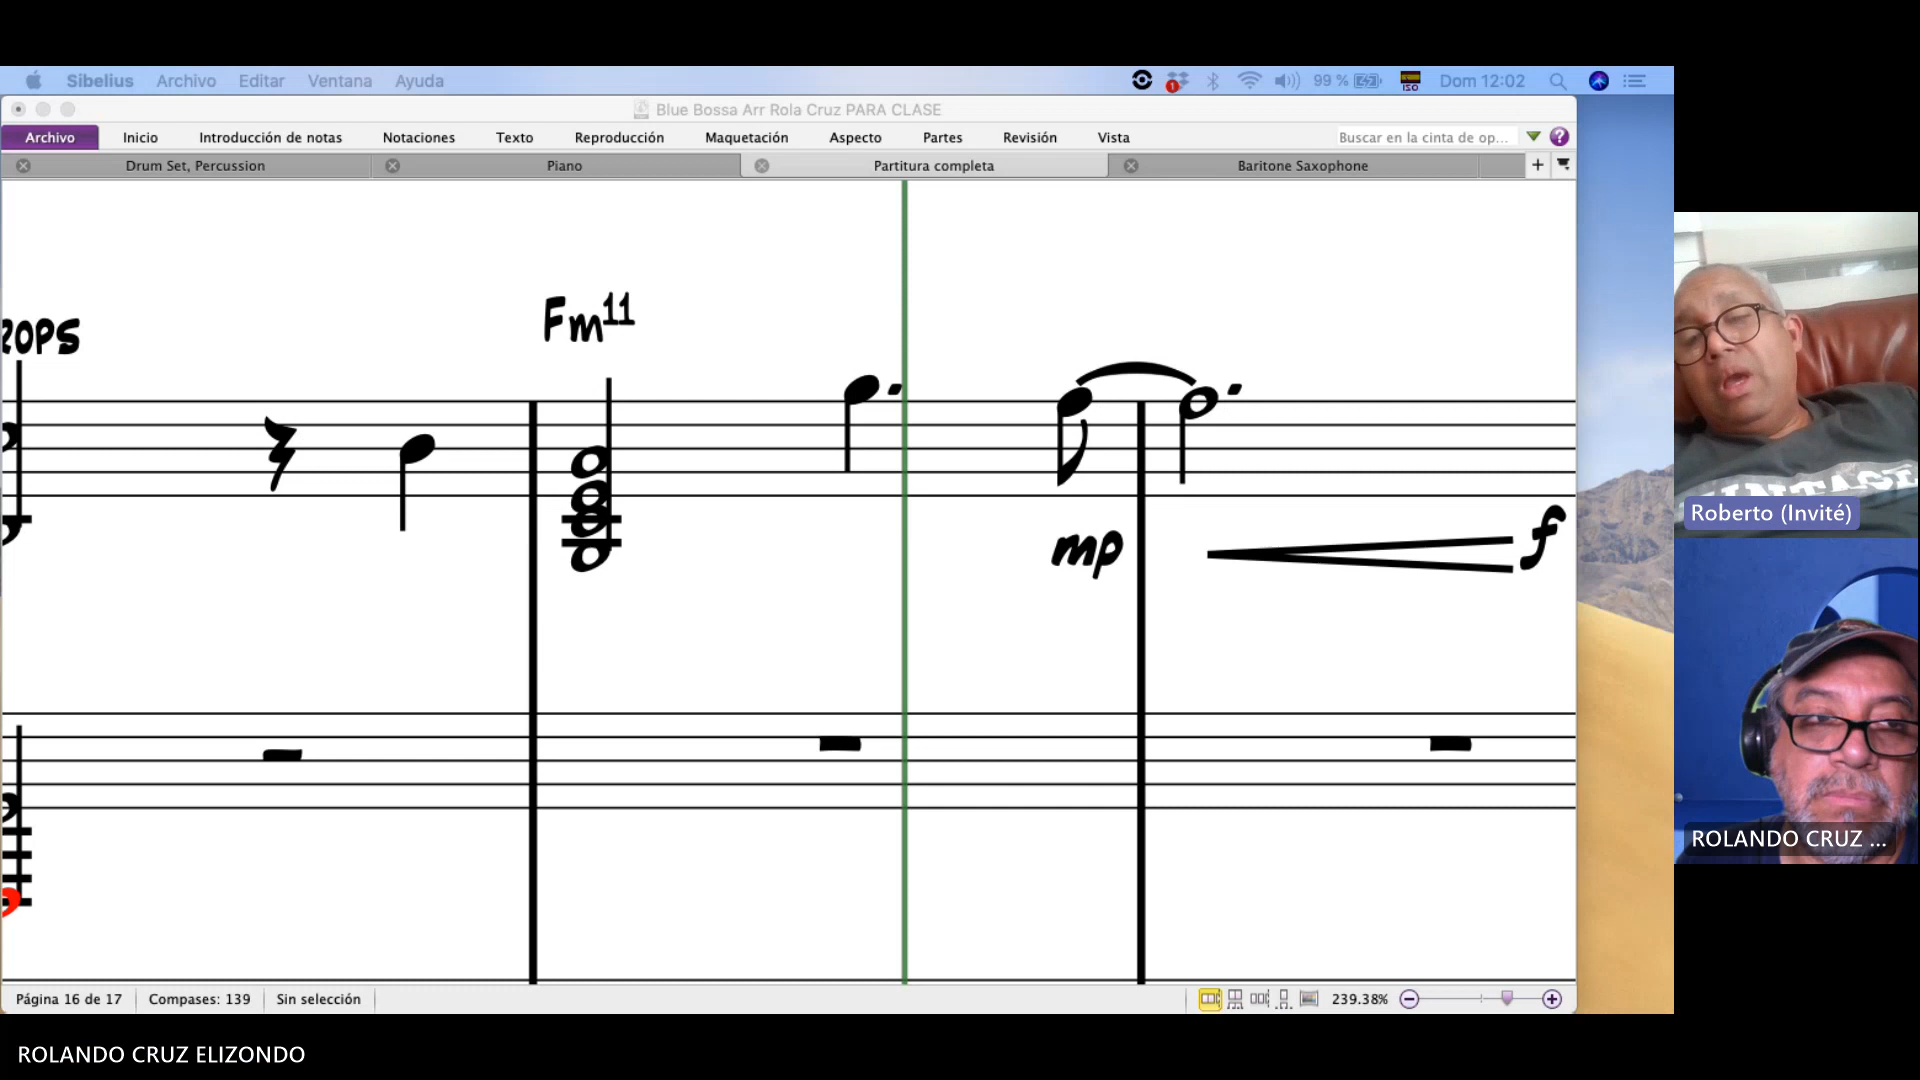 Sibelius Archivo Editar Ventana Ayuda 1 99 % ISO Dom 12:02
Blue Bossa Arr Rola Cruz PARA CLASE
Archivo Inicio Introducción de notas Notaciones Texto Reproducción Maquetación Aspecto Partes Revisión Vista Buscar en la cinta de op... ?
Drum Set, Percussion Piano Partitura completa Baritone Saxophone +
Fm11
ROPS
mp f
Roberto (Invité)
ROLANDO CRUZ ...
Página 16 de 17 Compases: 139 Sin selección 239.38%
ROLANDO CRUZ ELIZONDO